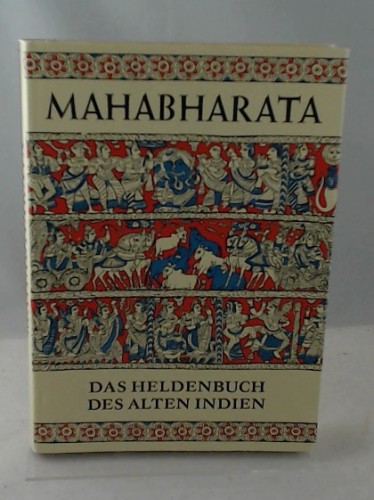 MAHABHARATA
DAS HELDENBUCH
DES ALTEN INDIEN